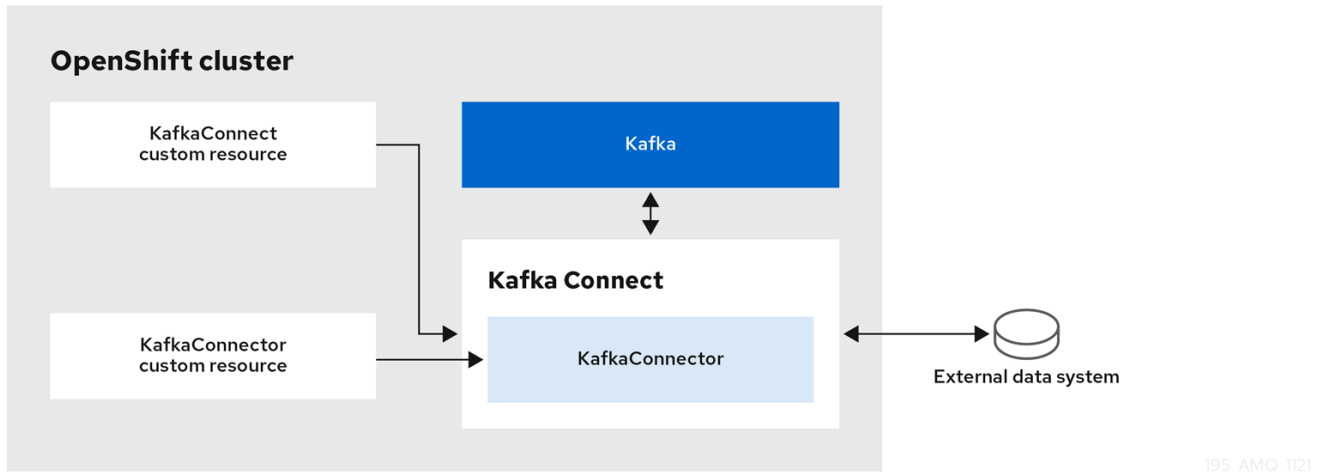 OpenShift cluster
KafkaConnect
custom resource
Kafka
Kafka Connect
KafkaConnector
custom resource
KafkaConnector
External data system
195_AMQ_1121